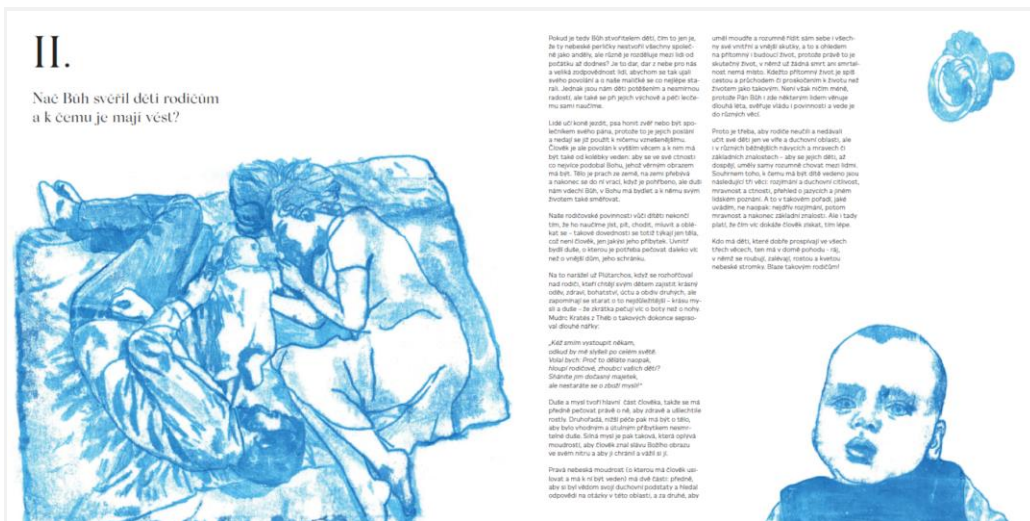 II.
Nač Bůh svěřil děti rodičům
a k čemu je mají vést?
Pokud je tedy Bůh stvořitelem dětí, čím to jen je,
že ty nebeské perličky nestvořil všechny společ-
ně jako anděly, ale různě je rozděluje mezi lidi od
počátku až dodnes? Je to dar, dar z nebe pro nás
a veliká zodpovědnost lidí, abychom se tak ujali
svého povolání a o naše maličké se co nejlépe sta-
rali. Jednak jsou nám děti potěšením a nesmírnou
radostí, ale také se při jejich výchově a péči lecče-
mu sami naučíme.
Lidé učí koně jezdit, psa honit zvěř nebo být spo-
lečníkem svého pána, protože to je jejich poslání
a nedají se již použít k ničemu vznešenějšímu.
Člověk je ale povolán k vyšším věcem a k nim má
být také od kolébky veden, aby se ve své ctnosti
co nejvíce podobal Bohu, jehož věrným obrazem
má být. Tělo je prach ze země, na zemi přebývá
a nakonec se do ní vrací, když je pohřbeno, ale duši
nám vdechl Bůh, v Bohu má bydlet a k němu svým
životem také směřovat.
Naše rodičovské povinnosti vůči dítěti nekončí
tím, že ho naučíme jíst, pít, chodit, mluvit a oblé-
kat se – takové dovednosti se totiž týkají jen těla,
což není člověk, jen jakýsi jeho příbytek. Uvnitř
bydlí duše, o kterou je potřeba pečovat daleko víc
než o vnější dům, jeho schránku.
Na to narážel už Plútarchos, když se rozhořčoval
nad rodiči, kteří chtějí svým dětem zajistit krásný
oděv, zdraví, bohatství, úctu a obdiv druhých, ale
zapomínají se starat o to nejdůležitější – krásu my-
sli a duše – že zkrátka pečují víc o boty než o nohy.
Mudrc Kratés z Théb o takových dokonce sepiso-
val dlouhé nářky:
„Kéž smím vystoupit někam,
odkud by mě slyšeli po celém světě.
Volal bych: Proč to děláte naopak,
hloupí rodičové, zhoubci vašich dětí?
Sháníte jim dočasný majetek,
ale nestaráte se o zboží mysli!“
Duše a mysl tvoří hlavní část člověka, takže se má
předně pečovat právě o ně, aby zdravě a ušlechtile
rostly. Druhořadá, nižší péče pak má být o tělo,
aby bylo vhodným a útulným příbytkem nesmr-
telné duše. Silná mysl je pak taková, která oplývá
moudrostí, aby člověk znal slávu Božího obrazu
ve svém nitru a aby ji chránil a vážil si jí.
Pravá nebeská moudrost (o kterou má člověk usi-
lovat a má k ní být veden) má dvě části: předně,
aby si byl vědom svojí duchovní podstaty a hledal
odpovědi na otázky v této oblasti, a za druhé, aby
uměl moudře a rozumně řídit sám sebe i všech-
ny své vnitřní a vnější skutky, a to s ohledem
na přítomný i budoucí život, protože právě to je
skutečný život, v němž už žádná smrt ani smrtel-
nost nemá místo. Kdežto přítomný život je spíš
cestou a průchodem či proskočením k životu než
životem jako takovým. Není však ničím méně,
protože Pán Bůh i zde některým lidem věnuje
dlouhá léta, svěřuje vládu i povinnosti a vede je
do různých věcí.
Proto je třeba, aby rodiče neučili a nedávali
učit své děti jen ve víře a duchovní oblasti, ale
i v různých běžnějších návycích a mravech či
základních znalostech – aby se jejich děti, až
dospějí, uměly samy rozumně chovat mezi lidmi.
Souhrnem toho, k čemu má být dítě vedeno jsou
následující tři věci: rozjímání a duchovní citlivost,
mravnost a ctnosti, přehled o jazycích a jiném
lidském poznání. A to v takovém pořadí, jaké
uvádím, ne naopak: nejdřív rozjímání, potom
mravnost a nakonec základní znalosti. Ale i tady
platí, že čím víc dokáže člověk získat, tím lépe.
Kdo má děti, které dobře prospívají ve všech
třech věcech, ten má v domě pohodu - ráj,
v němž se roubují, zalévají, rostou a kvetou
nebeské stromky. Blaze takovým rodičům!